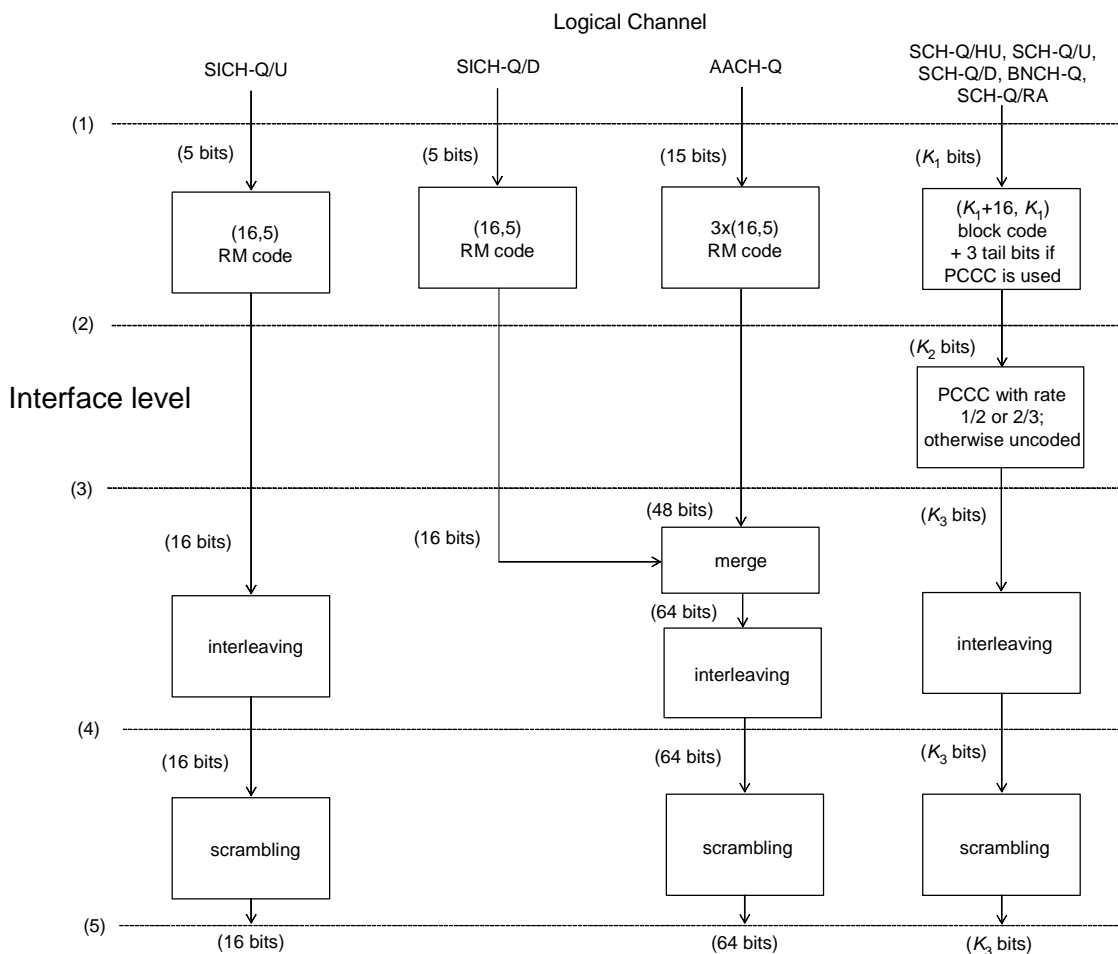 Logical Channel
SICH-Q/U
SICH-Q/D
AACH-Q
SCH-Q/HU, SCH-Q/U,
SCH-Q/D, BNCH-Q,
SCH-Q/RA
(1)
(5 bits)
(5 bits)
(15 bits)
(K1 bits)
(16,5)
RM code
(16,5)
RM code
3x(16,5)
RM code
(K1+16, K1)
block code
+ 3 tail bits if
PCCC is used
(2)
(K2 bits)
Interface level
PCCC with rate
1/2 or 2/3;
otherwise uncoded
(3)
(16 bits)
(16 bits)
(48 bits)
(K3 bits)
merge
(64 bits)
interleaving
interleaving
interleaving
(4)
(16 bits)
(64 bits)
(K3 bits)
scrambling
scrambling
scrambling
(5)
(16 bits)
(64 bits)
(K3 bits)